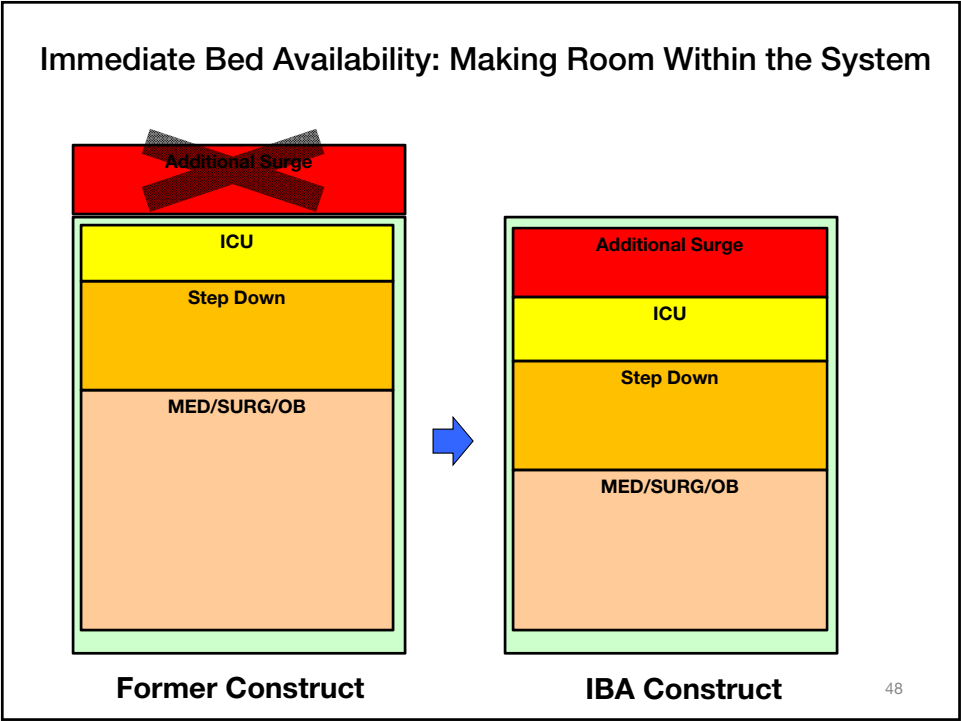 Immediate Bed Availability: Making Room Within the System
Additional Surge
ICU
Step Down
MED/SURG/OB
Former Construct
Additional Surge
ICU
Step Down
MED/SURG/OB
IBA Construct
48